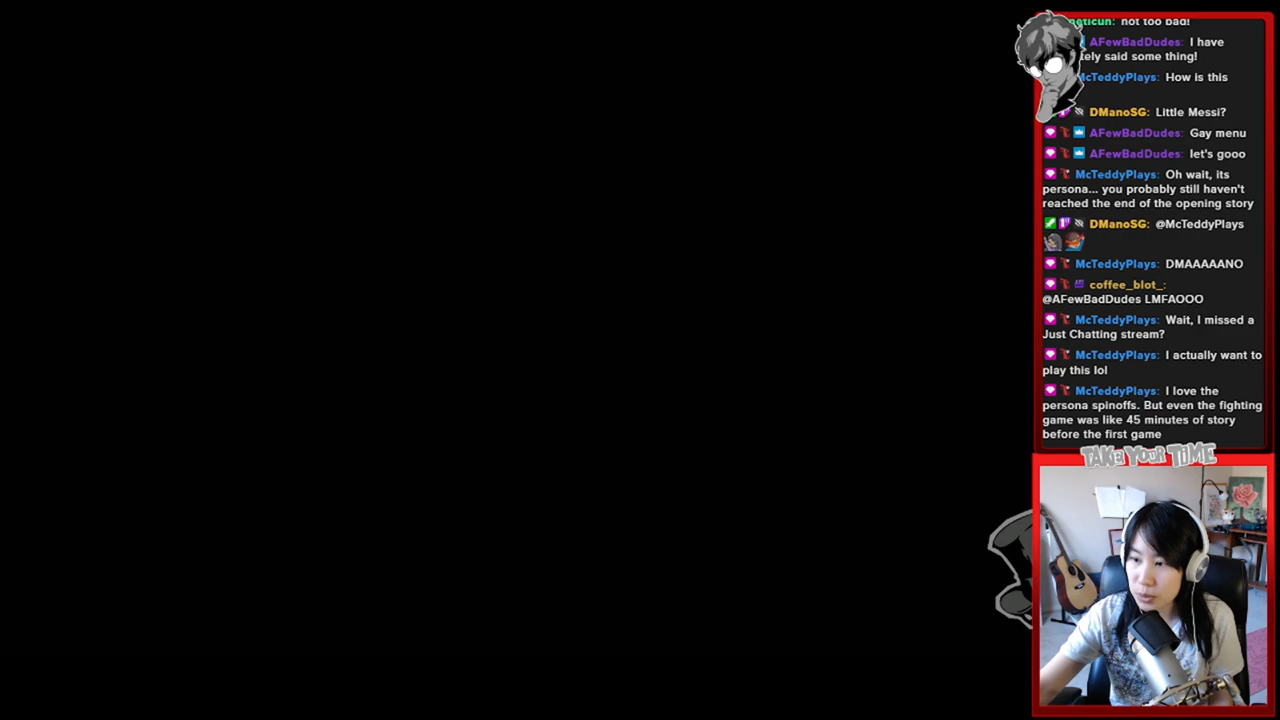 neticun: not too bad!
AFewBadDudes: I have
tely said some thing!
McTeddyPlays: How is this
DManoSG: Little Messi?
AFewBadDudes: Gay menu
AFewBadDudes: let's gooo
McTeddyPlays: Oh wait, its
persona... you probably still haven't
reached the end of the opening story
DManoSG: @McTeddyPlays
McTeddyPlays: DMAAAAANO
coffee_blot_:
@AFewBadDudes LMFAOOO
McTeddyPlays: Wait, I missed a
Just Chatting stream?
McTeddyPlays: I actually want to
play this lol
McTeddyPlays: I love the
persona spinoffs. But even the fighting
game was like 45 minutes of story
before the first game
TAKE YOUR TIME